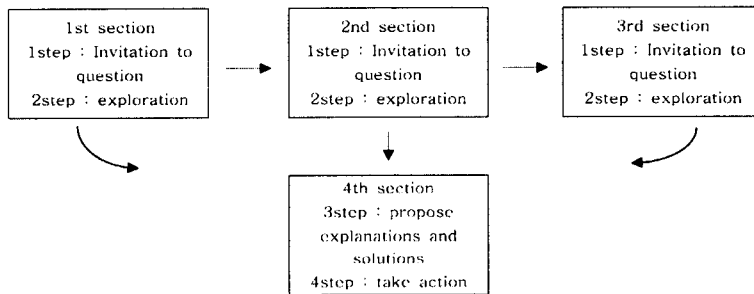 1st section
1step : Invitation to
question
2step : exploration
2nd section
1step : Invitation to
question
2step : exploration
3rd section
1step : Invitation to
question
2step : exploration
4th section
3step : propose
explanations and
solutions
4step : take action